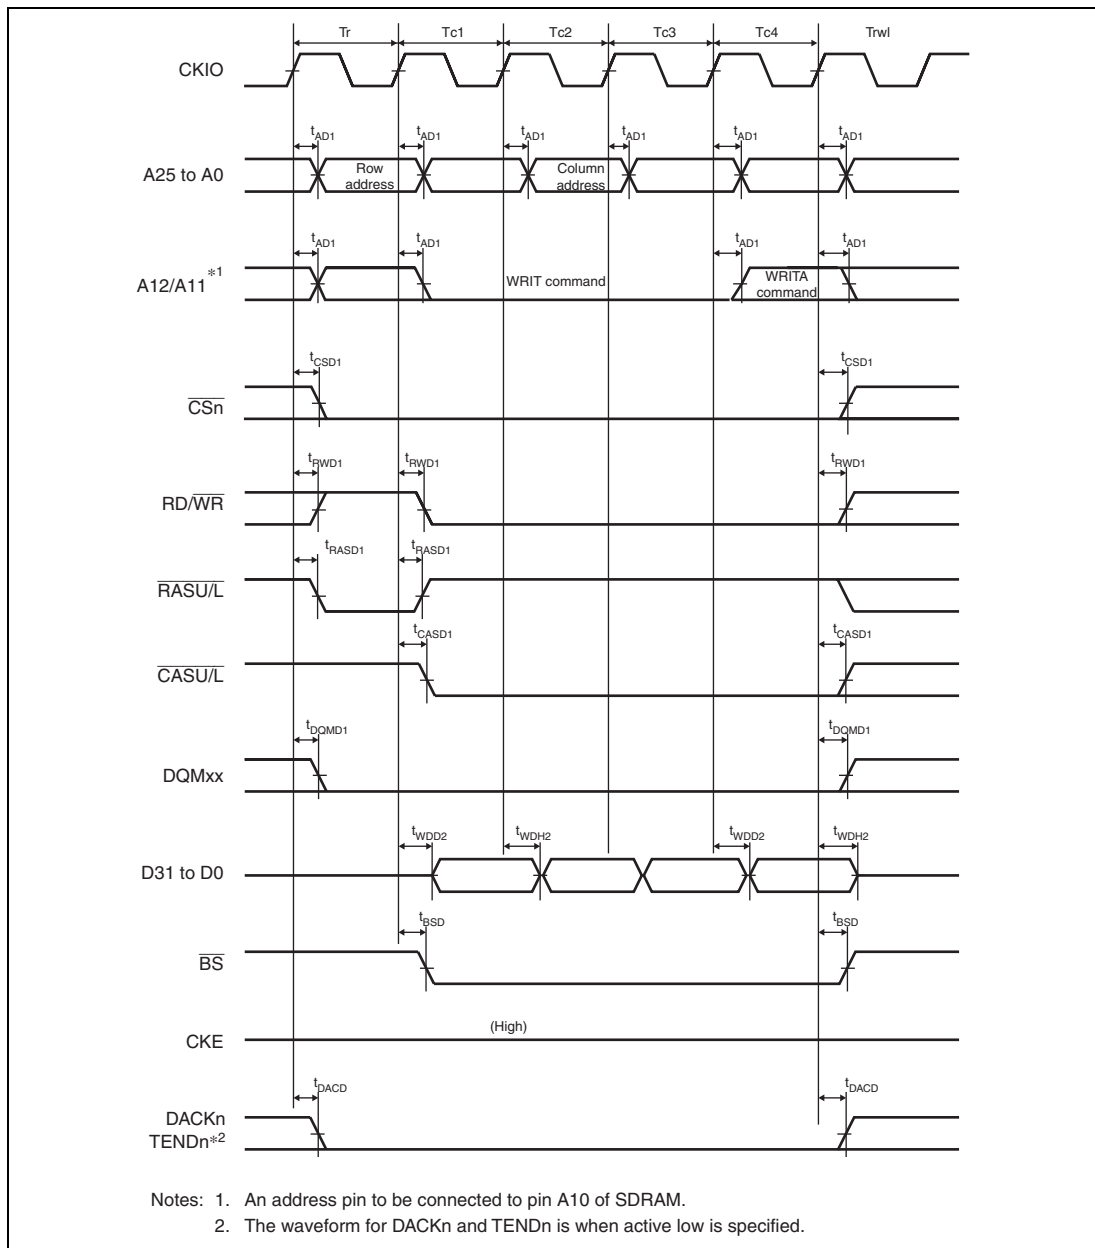 Tr Tc1 Tc2 Tc3 Tc4 Trwl
CKIO
tAD1 tAD1 tAD1 tAD1 tAD1 tAD1
A25 to A0
Row address
Column address
tAD1 tAD1 tAD1 tAD1
A12/A11*1
WRIT command
WRITA command
tCSD1 tCSD1
CSn
tRWD1 tRWD1 tRWD1
RD/WR
tRASD1 tRASD1
RASU/L
tCASD1 tCASD1
CASU/L
tDQMD1 tDQMD1
DQMxx
tWDD2 tWDH2 tWDD2 tWDH2
D31 to D0
tBSD tBSD
BS
(High)
CKE
tDACD tDACD
DACKn
TENDn*2
Notes: 1. An address pin to be connected to pin A10 of SDRAM.
2. The waveform for DACKn and TENDn is when active low is specified.